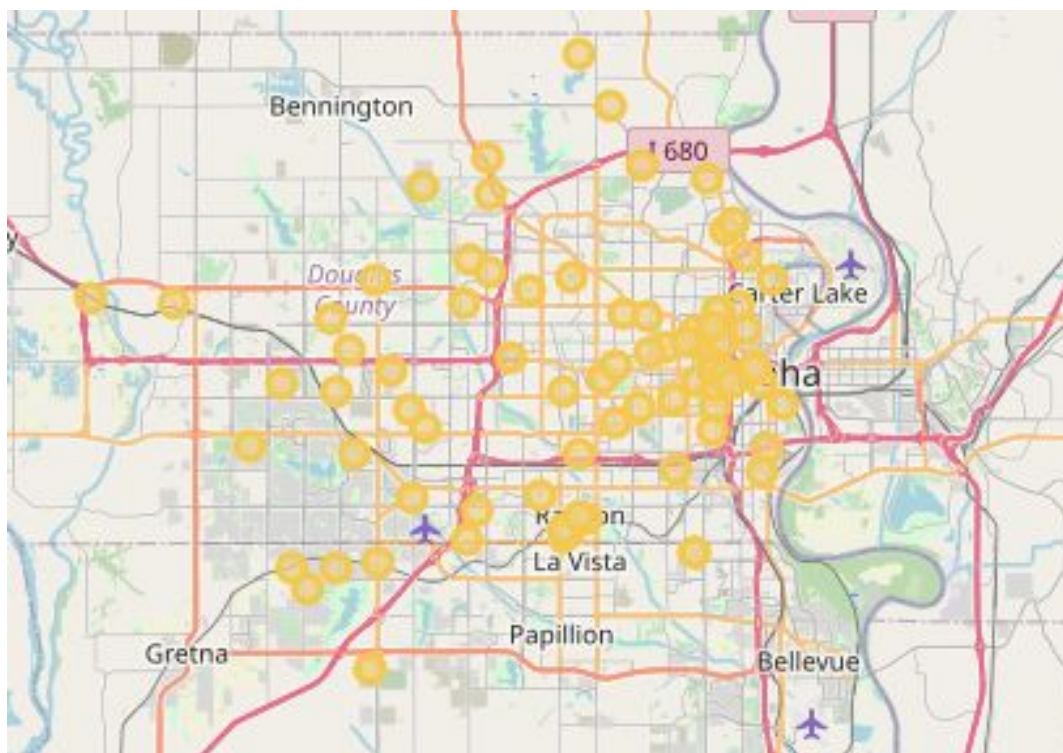 Bennington
I 680
Douglas
County
Carter Lake
La Vista
Papillion
Gretna
Bellevue